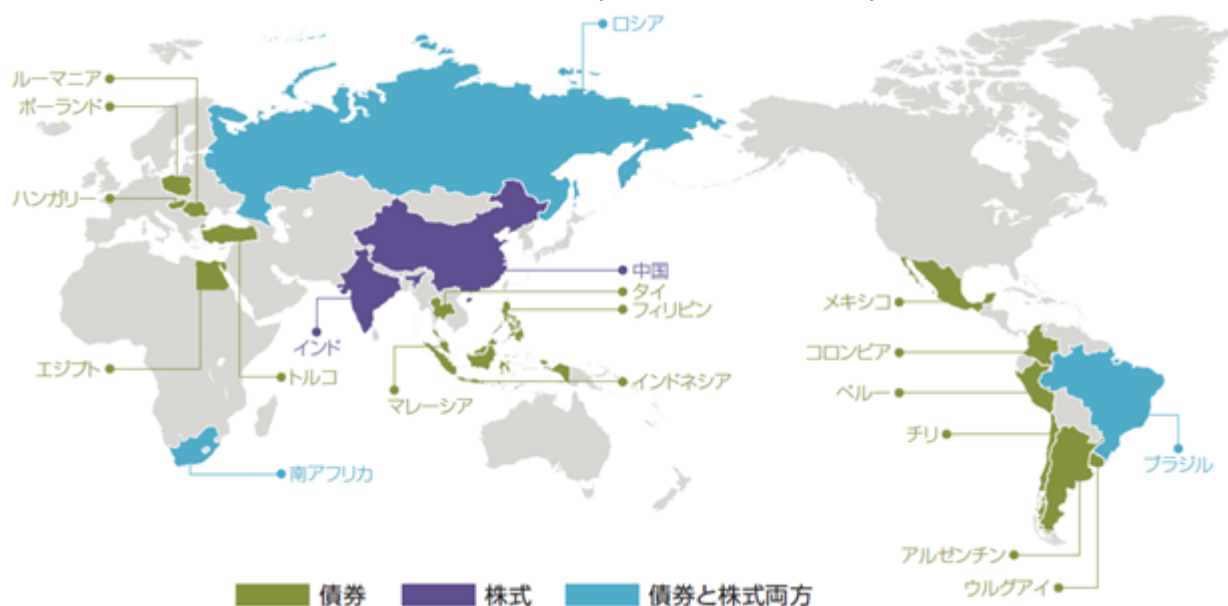 ロシア
ルーマニア
ポーランド
ハンガリー
中国
タイ
フィリピン
メキシコ
インド
コロンビア
エジプト
トルコ
マレーシア
インドネシア
ペルー
チリ
南アフリカ
ブラジル
アルゼンチン
ウルグアイ
債券 株式 債券と株式両方